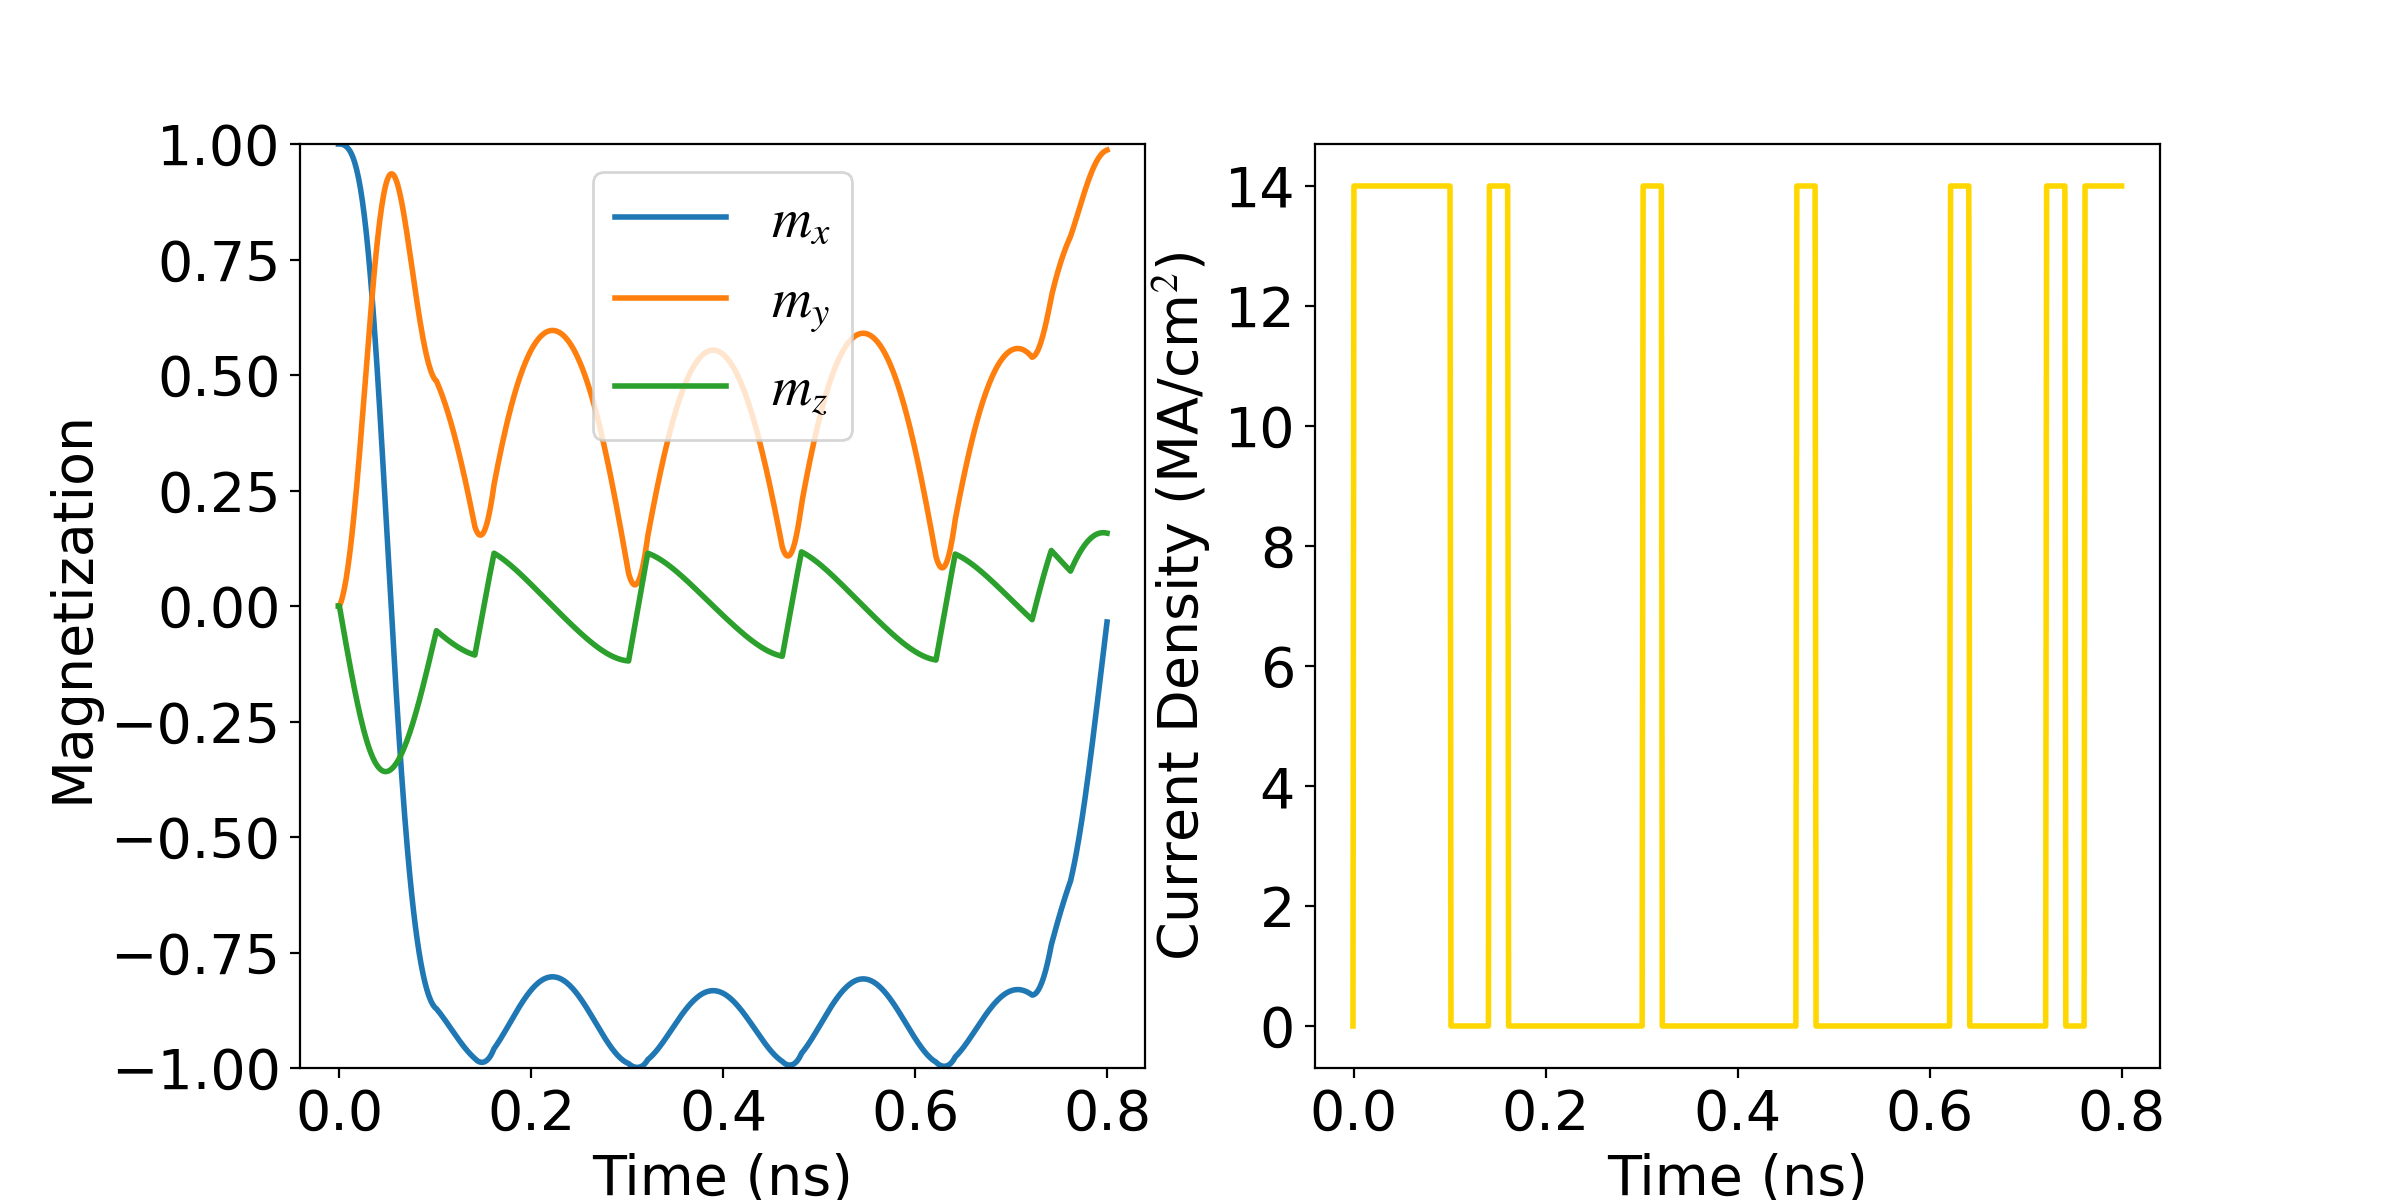 Magnetization
1.00
0.75
0.50
0.25
0.00
−0.25
−0.50
−0.75
−1.00
0.0 0.2 0.4 0.6 0.8
Time (ns)
m_x
m_y
m_z
Current Density (MA/cm²)
14
12
10
8
6
4
2
0
0.0 0.2 0.4 0.6 0.8
Time (ns)